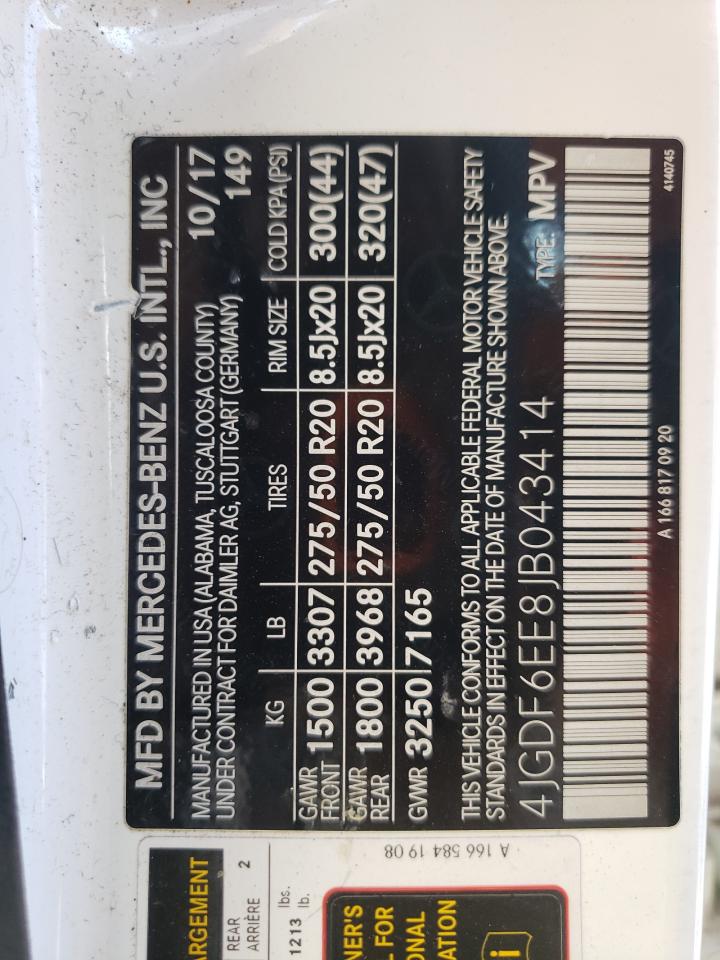 MFD BY MERCEDES-BENZ U.S. INTL., INC
MANUFACTURED IN USA (ALABAMA, TUSCALOOSA COUNTY) 10/17
UNDER CONTRACT FOR DAIMLER AG, STUTTGART (GERMANY) 149
KG LB TIRES RIM SIZE COLD KPA(PSI)
GAWR FRONT 1500 3307 275/50 R20 8.5Jx20 300(44)
GAWR REAR 1800 3968 275/50 R20 8.5Jx20 320(47)
GVWR 3250 7165
THIS VEHICLE CONFORMS TO ALL APPLICABLE FEDERAL MOTOR VEHICLE SAFETY
STANDARDS IN EFFECT ON THE DATE OF MANUFACTURE SHOWN ABOVE.
4JGDF6EE8JB043414 TYPE: MPV
A 166 817 09 20 4140745
A 166 584 19 08
ARGEMENT
REAR
ARRIÈRE 2
lbs.
1213 lb.
NER'S
L FOR
ONAL
ATION
i